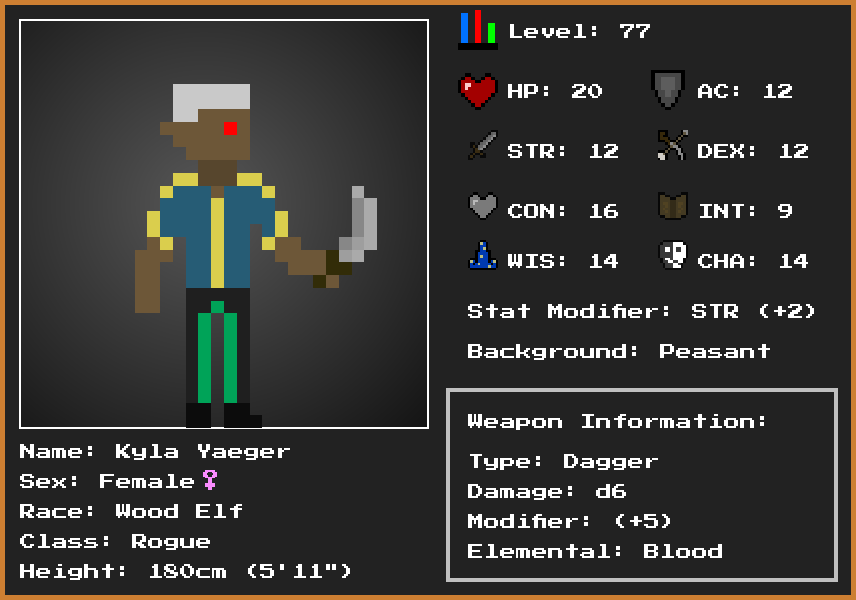 Level: 77
HP: 20
AC: 12
STR: 12
DEX: 12
CON: 16
INT: 9
WIS: 14
CHA: 14
Stat Modifier: STR (+2)
Background: Peasant
Weapon Information:
Type: Dagger
Damage: d6
Modifier: (+5)
Elemental: Blood
Name: Kyla Yaeger
Sex: Female♀
Race: Wood Elf
Class: Rogue
Height: 180cm (5'11")